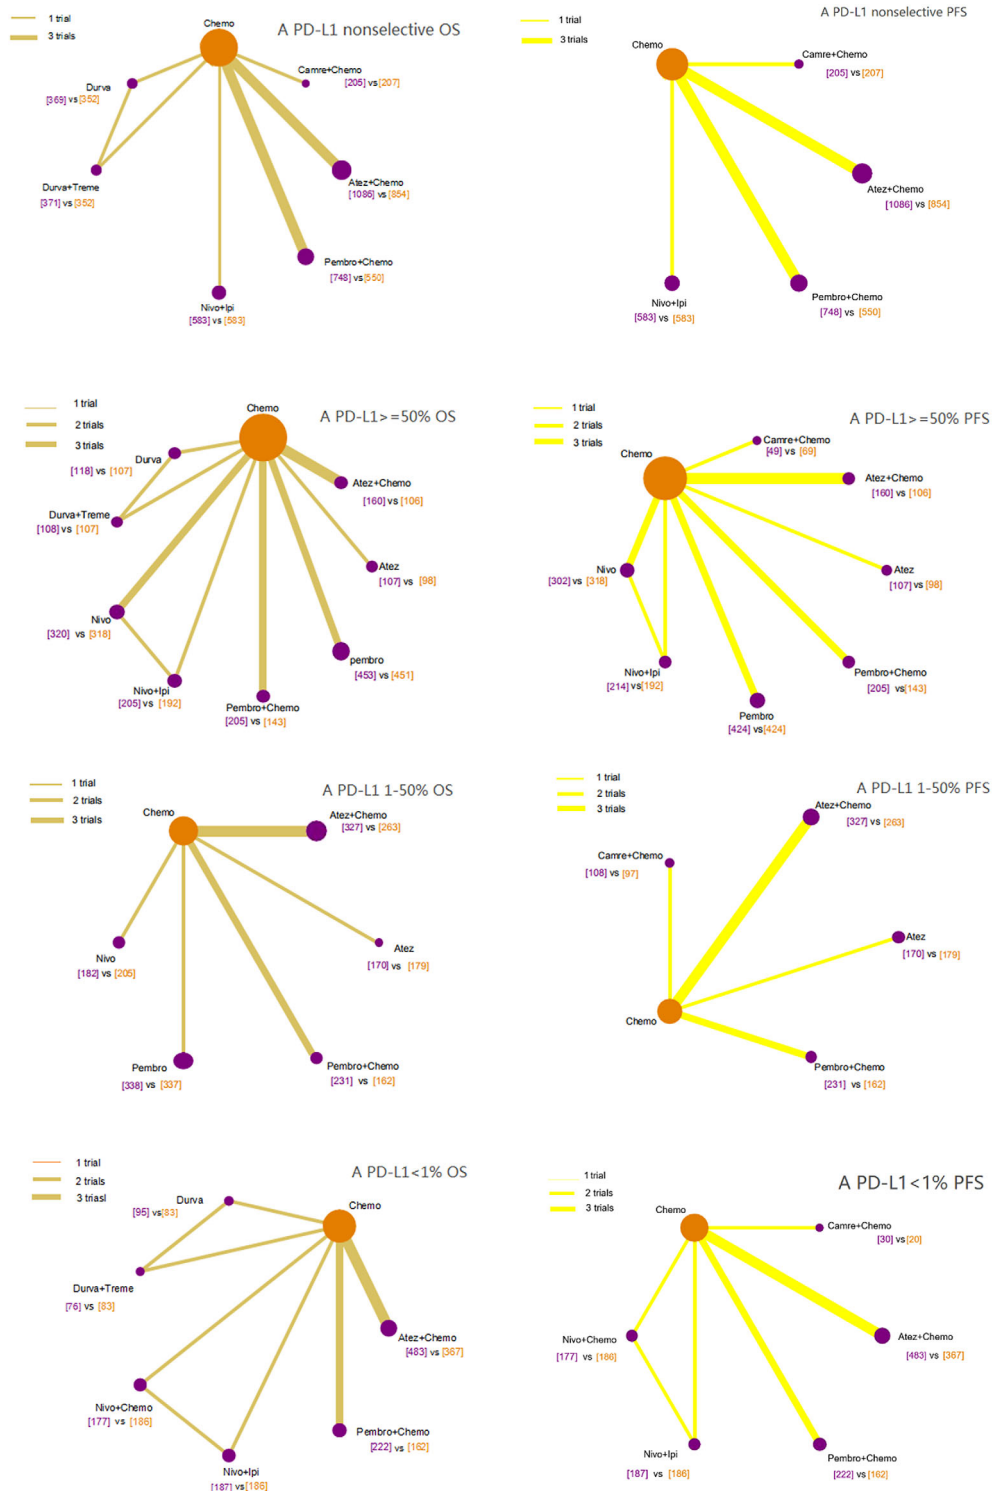 1 trial
3 trials
A PD-L1 nonselective OS
Chemo
Camre+Chemo
[205] vs [207]
Durva
[369] vs [352]
Durva+Treme
[371] vs [352]
Atez+Chemo
[1086] vs [854]
Pembro+Chemo
[748] vs [550]
Nivo+Ipi
[583] vs [583]
1 trial
3 trials
A PD-L1 nonselective PFS
Chemo
Camre+Chemo
[205] vs [207]
Atez+Chemo
[1086] vs [854]
Pembro+Chemo
[748] vs [550]
Nivo+Ipi
[583] vs [583]
1 trial
2 trials
3 trials
A PD-L1>=50% OS
Chemo
Durva
[118] vs [107]
Atez+Chemo
[160] vs [106]
Durva+Treme
[108] vs [107]
Atez
[107] vs [98]
Nivo
[320] vs [318]
pembro
[453] vs [451]
Nivo+Ipi
[205] vs [192]
Pembro+Chemo
[205] vs [143]
1 trial
2 trials
3 trials
A PD-L1>=50% PFS
Chemo
Camre+Chemo
[49] vs [69]
Atez+Chemo
[160] vs [106]
Nivo
[302] vs [318]
Atez
[107] vs [98]
Nivo+Ipi
[214] vs [192]
Pembro+Chemo
[205] vs [143]
Pembro
[424] vs [424]
1 trial
2 trials
3 trials
A PD-L1 1-50% OS
Chemo
Atez+Chemo
[327] vs [263]
Nivo
[182] vs [205]
Atez
[170] vs [179]
Pembro
[338] vs [337]
Pembro+Chemo
[231] vs [162]
1 trial
2 trials
3 trials
A PD-L1 1-50% PFS
Atez+Chemo
[327] vs [263]
Camre+Chemo
[108] vs [97]
Atez
[170] vs [179]
Chemo
Pembro+Chemo
[231] vs [162]
1 trial
2 trials
3 triasl
A PD-L1<1% OS
Durva
[95] vs [83]
Chemo
Durva+Treme
[76] vs [83]
Atez+Chemo
[483] vs [367]
Nivo+Chemo
[177] vs [186]
Pembro+Chemo
[222] vs [162]
Nivo+Ipi
[187] vs [186]
1 trial
2 trials
3 trials
A PD-L1<1% PFS
Chemo
Camre+Chemo
[30] vs [20]
Nivo+Chemo
[177] vs [186]
Atez+Chemo
[483] vs [367]
Nivo+Ipi
[187] vs [186]
Pembro+Chemo
[222] vs [162]